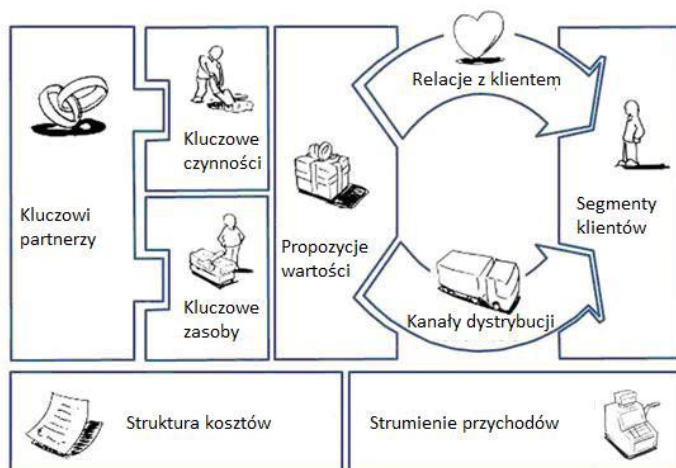 Kluczowi
partnerzy
Kluczowe
czynności
Kluczowe
zasoby
Propozycje
wartości
Relacje z klientem
Kanały dystrybucji
Segmenty
klientów
Struktura kosztów
Strumienie przychodów